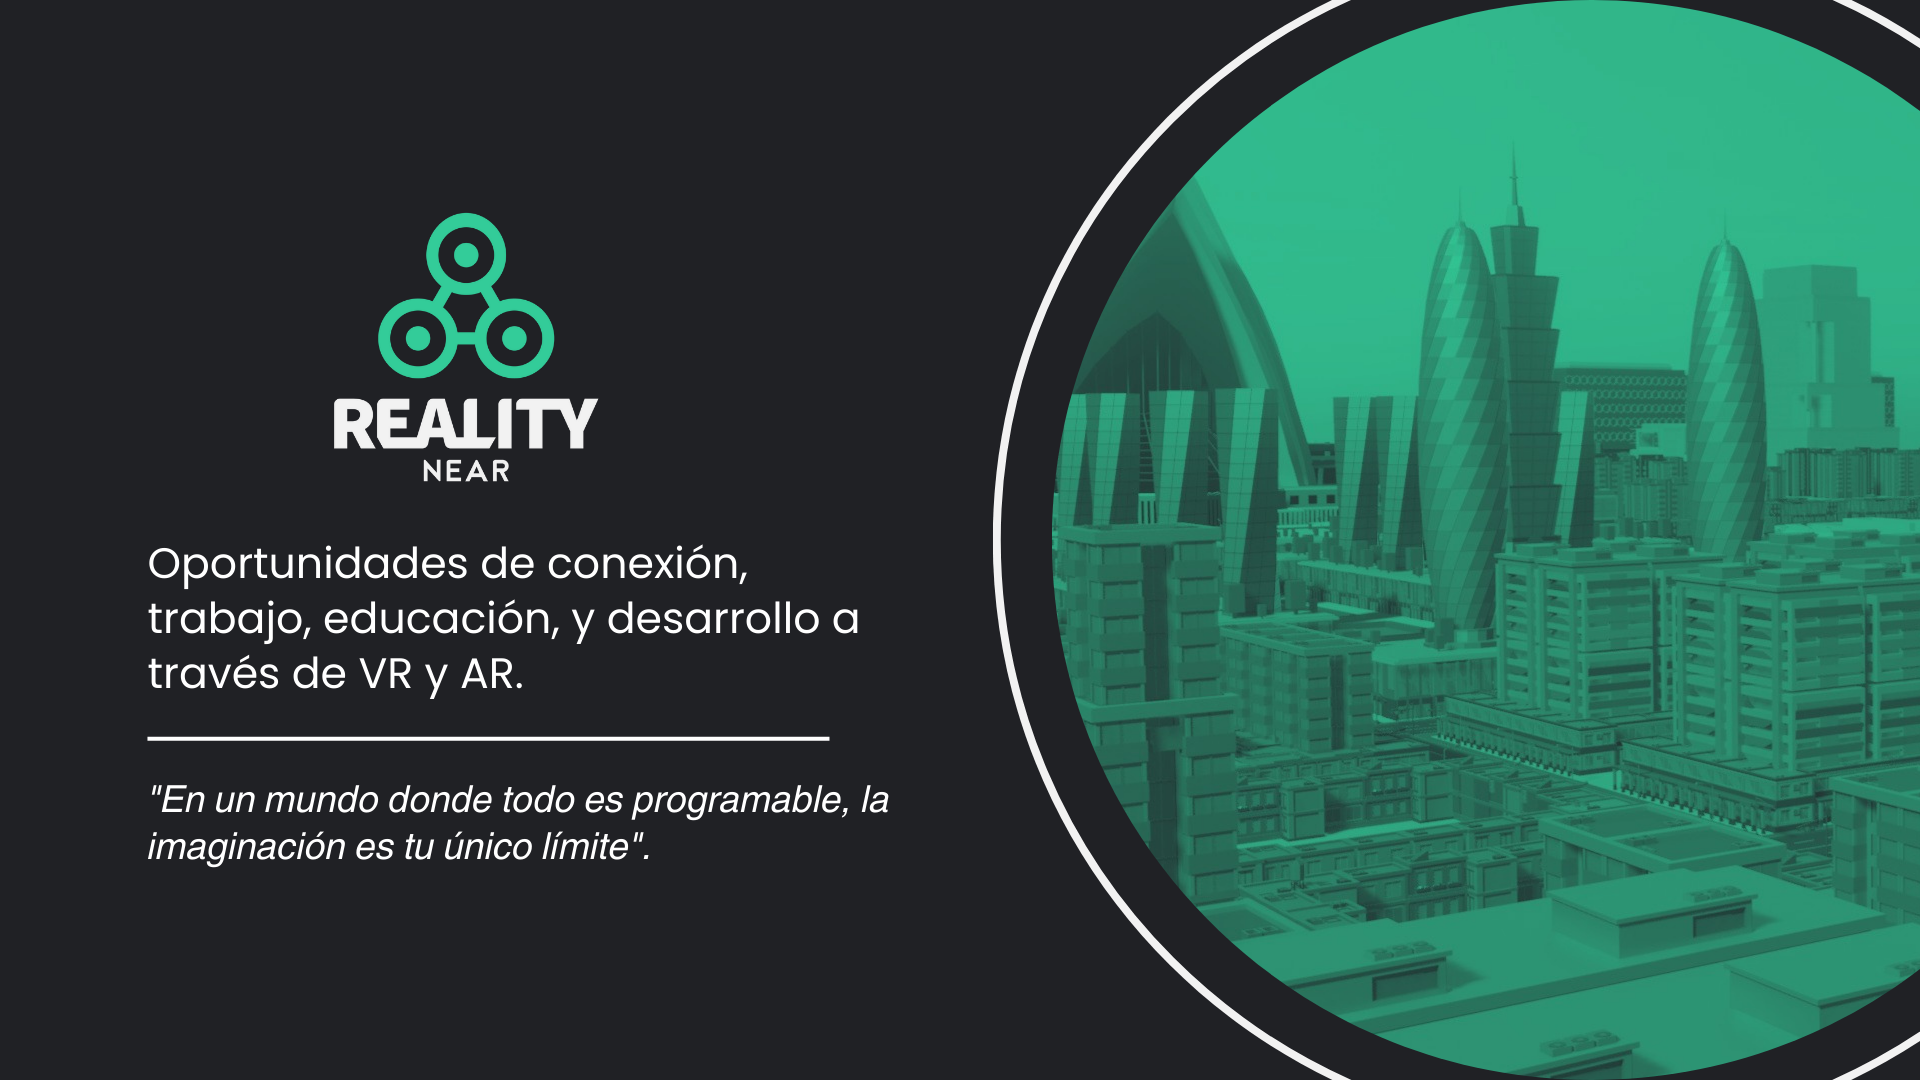 REALITY
NEAR
Oportunidades de conexión,
trabajo, educación, y desarrollo a
través de VR y AR.
"En un mundo donde todo es programable, la
imaginación es tu único límite".